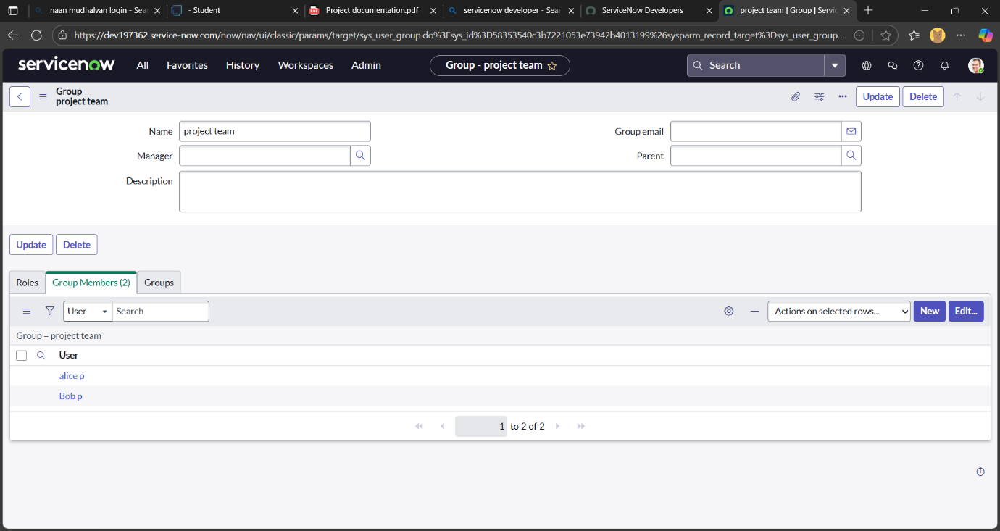 naan mudhalvan login - Sea
- Student
Project documentation.pdf
servicenow developer - Sear
ServiceNow Developers
project team | Group | Servic
https://dev197362.service-now.com/now/nav/ui/classic/params/target/sys_user_group.do%3Fsys_id%3D58353540c3b7221053e73942b4013199%26sysparm_record_target%3Dsys_user_group...
servicenow All Favorites History Workspaces Admin Group - project team Search
Group
project team
Update Delete
Name project team Group email
Manager Parent
Description
Update Delete
Roles Group Members (2) Groups
User Search Actions on selected rows... New Edit...
Group = project team
User
alice p
Bob p
1 to 2 of 2